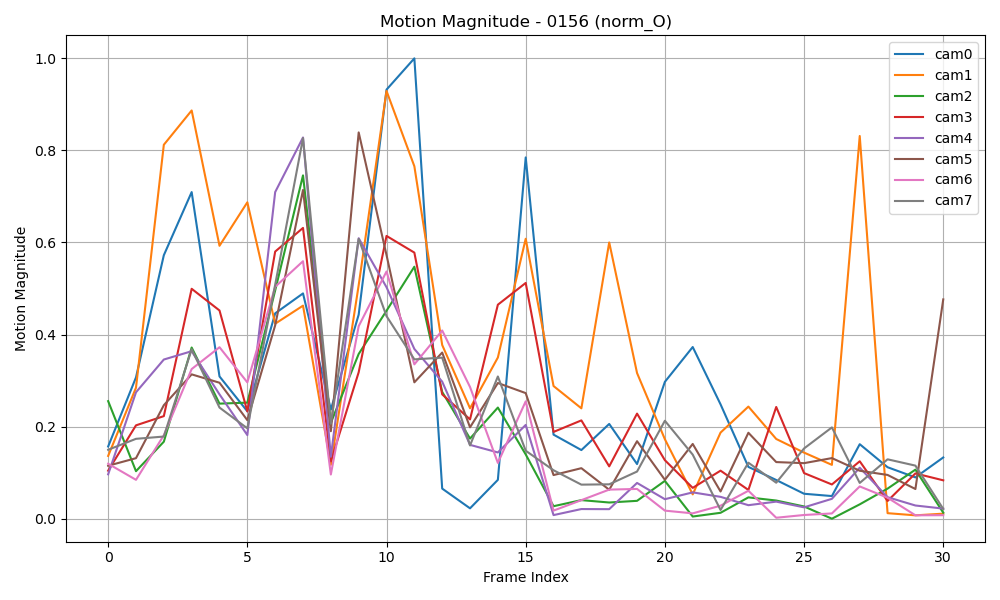 Motion Magnitude - 0156 (norm_O)
Motion Magnitude
1.0
0.8
0.6
0.4
0.2
0.0
0
5
10
15
20
25
30
Frame Index
cam0
cam1
cam2
cam3
cam4
cam5
cam6
cam7